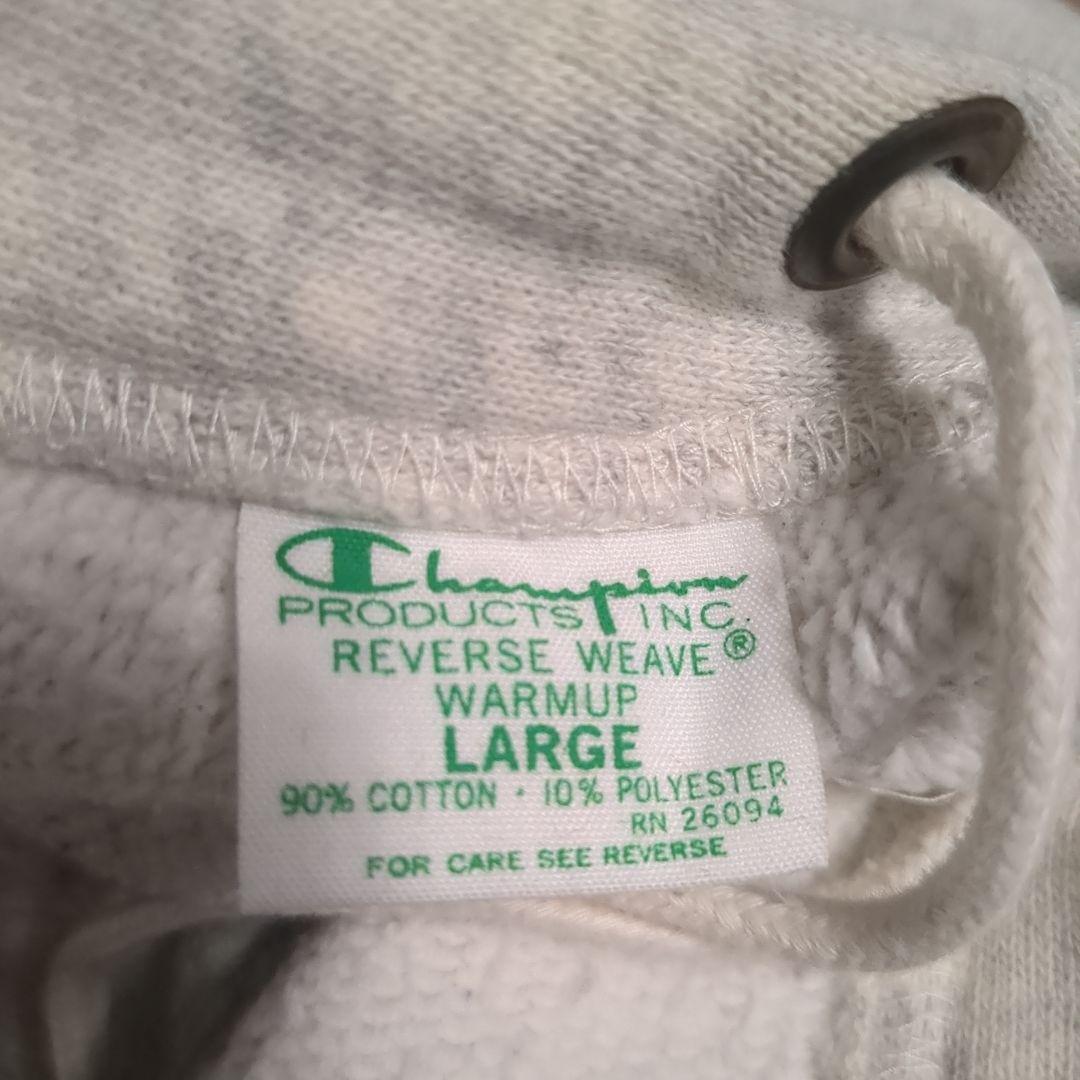 Champion
PRODUCTS INC.
REVERSE WEAVE®
WARMUP
LARGE
90% COTTON · 10% POLYESTER
RN 26094
FOR CARE SEE REVERSE